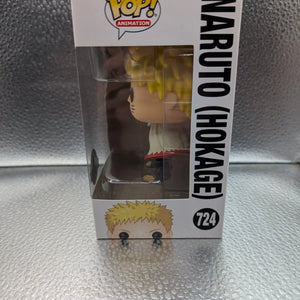 POP!
ANIMATION
NARUTO (HOKAGE)
724